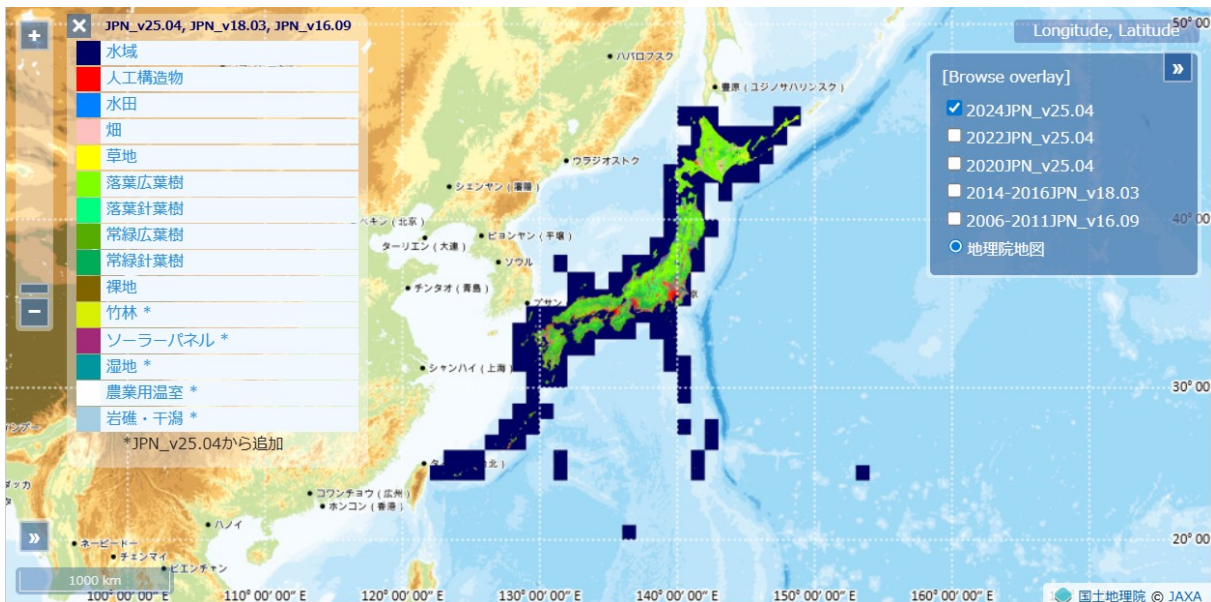 JPN_v25.04, JPN_v18.03, JPN_v16.09
水域
人工構造物
水田
畑
草地
落葉広葉樹
落葉針葉樹
常緑広葉樹
常緑針葉樹
裸地
竹林 *
ソーラーパネル *
湿地 *
農業用温室 *
岩礁・干潟 *
*JPN_v25.04から追加
Longitude, Latitude
[Browse overlay]
2024JPN_v25.04
2022JPN_v25.04
2020JPN_v25.04
2014-2016JPN_v18.03
2006-2011JPN_v16.09
地理院地図
ハバロフスク
豊原(ユジノサハリンスク)
ウラジオストク
シェンヤン(瀋陽)
ペキン(北京)
ターリエン(大連)
ピョンヤン(平壌)
ソウル
チンタオ(青島)
プサン
京
シャンハイ(上海)
北)
コワンチョウ(広州)
ホンコン(香港)
ハノイ
ネーピードー
チェンマイ
ビエンチャン
ダッカ
50° 00
40° 00
30° 00
20° 00
1000 km
100° 00' 00" E
110° 00' 00" E
120° 00' 00" E
130° 00' 00" E
140° 00' 00" E
150° 00' 00" E
160° 00' 00" E
国土地理院 © JAXA